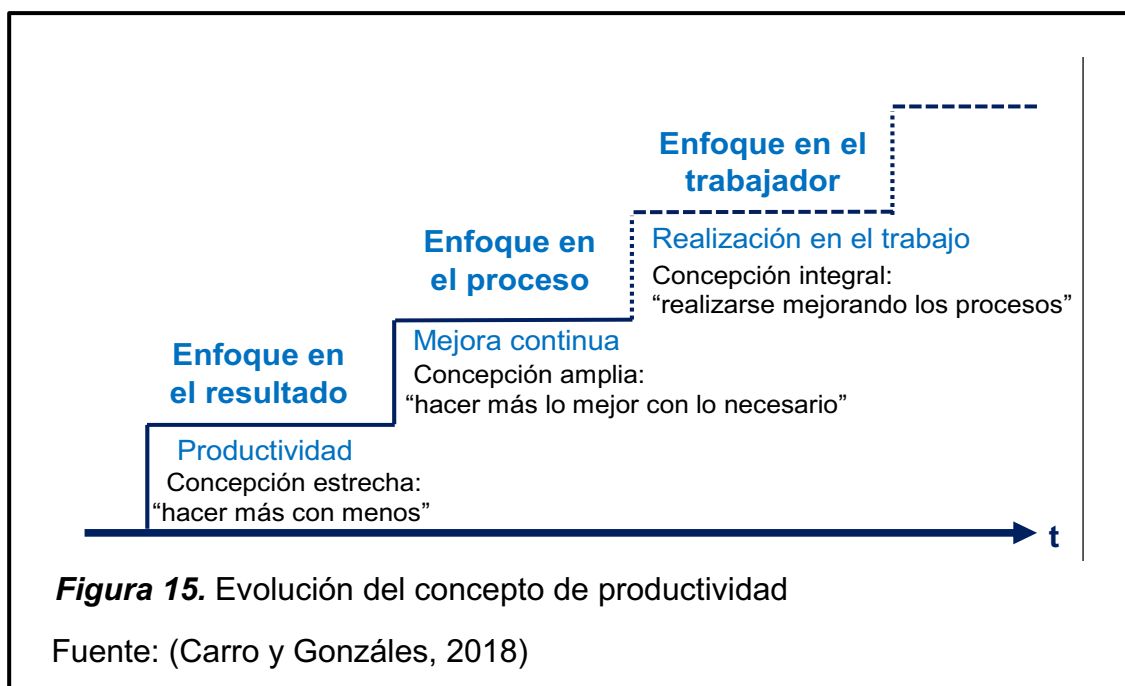 Enfoque en el
trabajador
Realización en el trabajo
Concepción integral:
“realizarse mejorando los procesos”
Enfoque en
el proceso
Mejora continua
Concepción amplia:
“hacer más lo mejor con lo necesario”
Enfoque en
el resultado
Productividad
Concepción estrecha:
“hacer más con menos”
t
Figura 15. Evolución del concepto de productividad
Fuente: (Carro y Gonzáles, 2018)